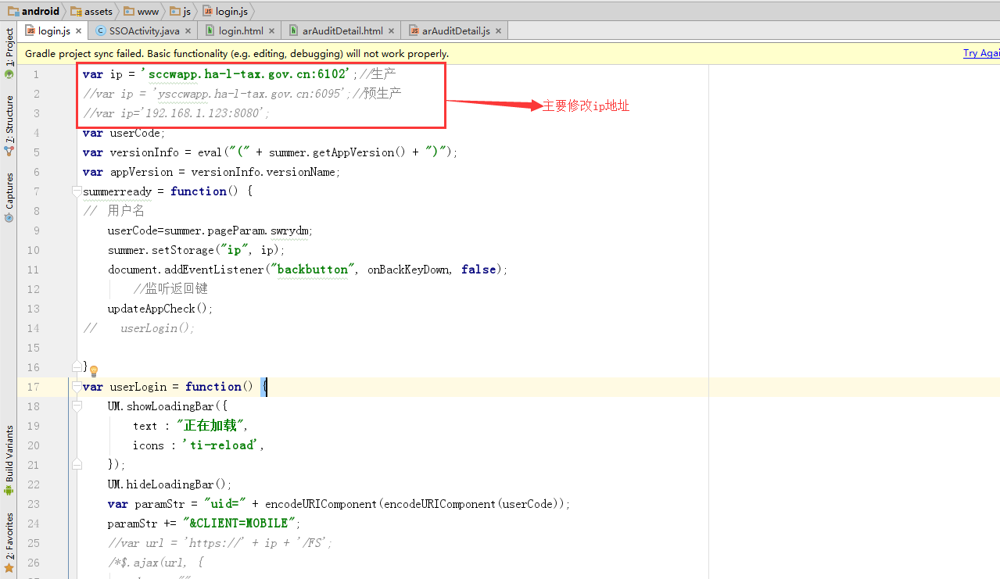 android assets www js login.js
login.js SSOActivity.java login.html arAuditDetail.html arAuditDetail.js
Gradle project sync failed. Basic functionality (e.g. editing, debugging) will not work properly. Try Agai
1: Project
7: Structure
Captures
Build Variants
2: Favorites
1 var ip = 'sccwapp.ha-l-tax.gov.cn:6102';//生产
2 //var ip = 'ysccwapp.ha-l-tax.gov.cn:6095';//预生产
主要修改ip地址
3 //var ip='192.168.1.123:8080';
4 var userCode;
5 var versionInfo = eval("(" + summer.getAppVersion() + ")");
6 var appVersion = versionInfo.versionName;
7 summerready = function() {
8 // 用户名
9 userCode=summer.pageParam.swrydm;
10 summer.setStorage("ip", ip);
11 document.addEventListener("backbutton", onBackKeyDown, false);
12 //监听返回键
13 updateAppCheck();
14 // userLogin();
15
16 }
17 var userLogin = function() {
18 UM.showLoadingBar({
19 text : "正在加载",
20 icons : 'ti-reload',
21 });
22 UM.hideLoadingBar();
23 var paramStr = "uid=" + encodeURIComponent(encodeURIComponent(userCode));
24 paramStr += "&CLIENT=MOBILE";
25 //var url = 'https://' + ip + '/FS';
26 /*$.ajax(url, {